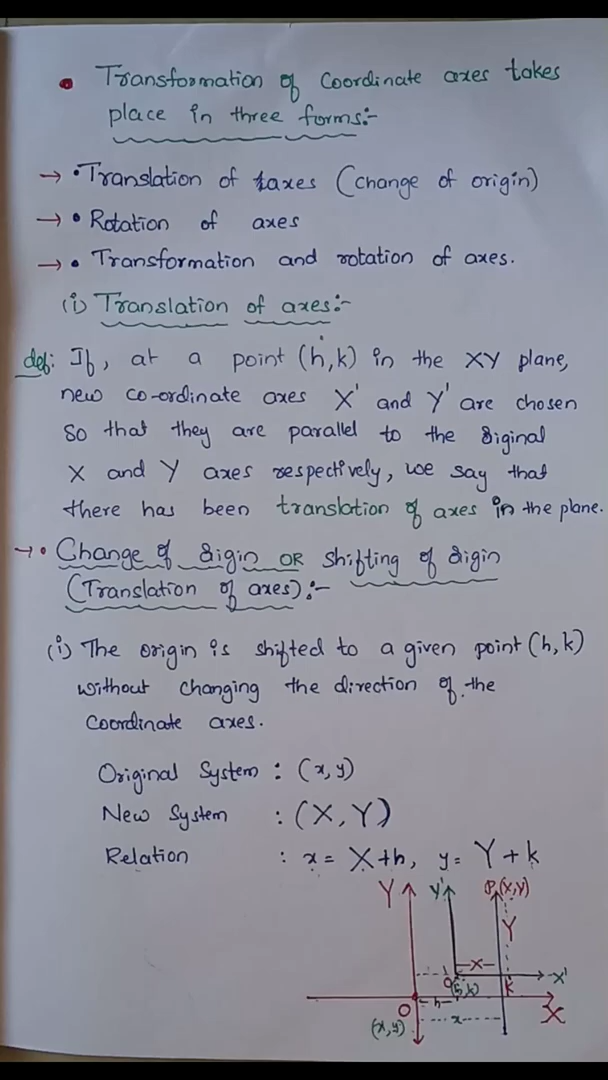 • Transformation of coordinate axes takes
place in three forms:-
→ • Translation of axes (change of origin)
→ • Rotation of axes
→ • Transformation and rotation of axes.
(i) Translation of axes:-
def: If, at a point (h,k) in the XY plane,
new co-ordinate axes X' and Y' are chosen
so that they are parallel to the original
X and Y axes respectively, we say that
there has been translation of axes in the plane.
→ • Change of origin OR shifting of origin
(Translation of axes):-
(i) The origin is shifted to a given point (h,k)
without changing the direction of the
coordinate axes.
Original System : (x,y)
New System : (X,Y)
Relation : x= X+h, y= Y+k
Y Y' P(X,Y)
Y
X
X'
(h,k) k
O h X
(x,y) x